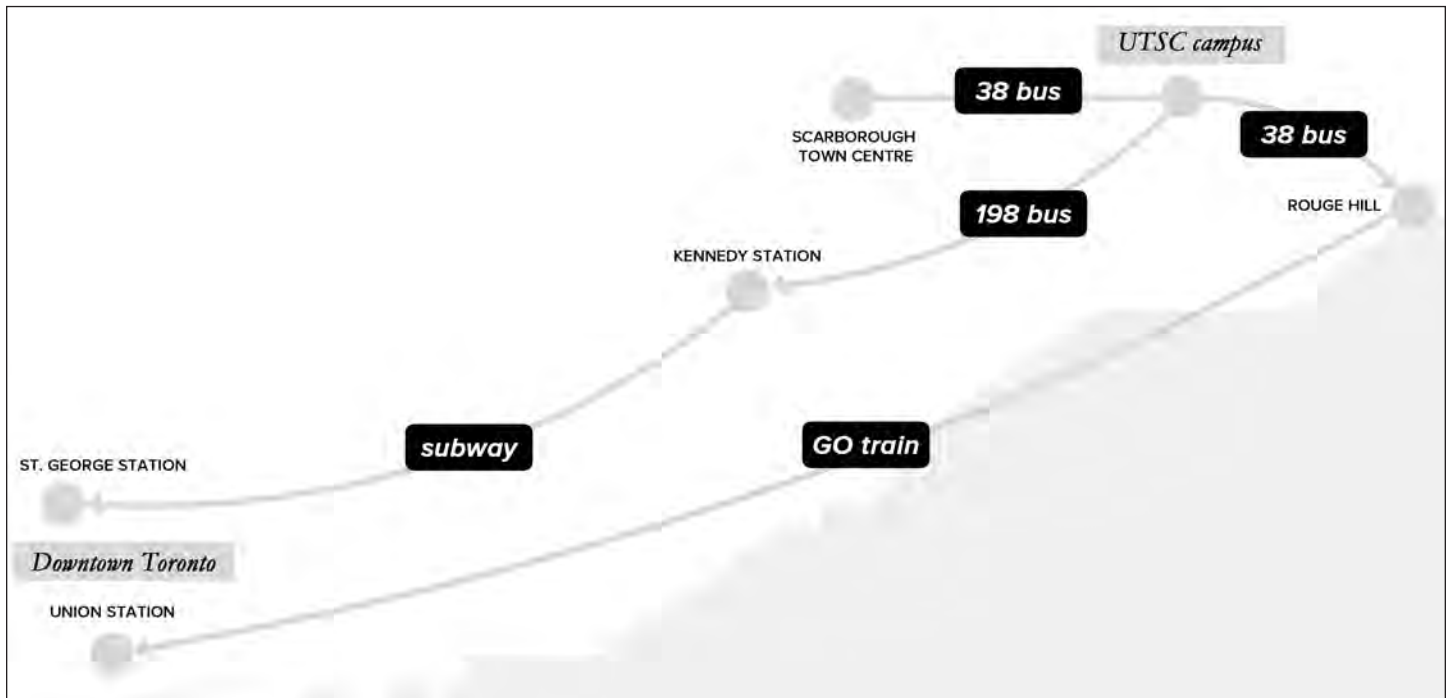 UTSC campus
38 bus
SCARBOROUGH
TOWN CENTRE
38 bus
198 bus
ROUGE HILL
KENNEDY STATION
subway
GO train
ST. GEORGE STATION
Downtown Toronto
UNION STATION